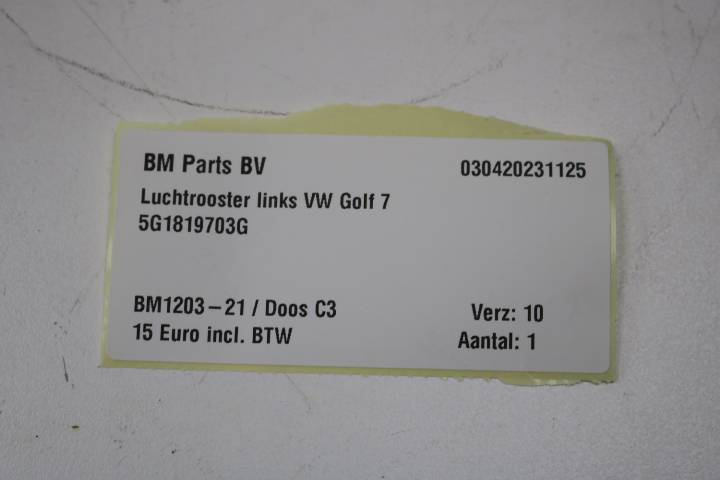 BM Parts BV 030420231125
Luchtrooster links VW Golf 7
5G1819703G
BM1203-21 / Doos C3 Verz: 10
15 Euro incl. BTW Aantal: 1